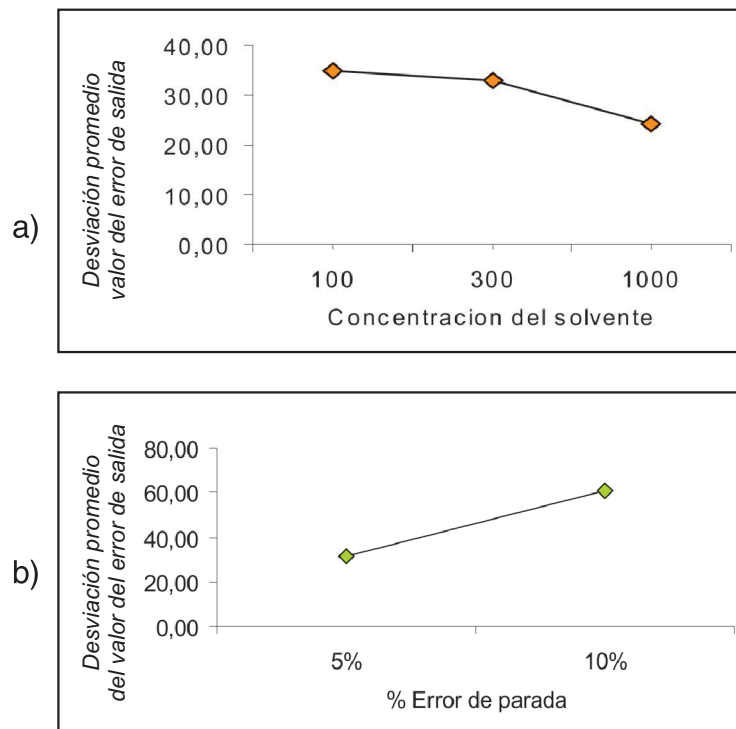 a)
Desviación promedio
valor del error de salida
40,00
30,00
20,00
10,00
0,00
100 300 1000
Concentracion del solvente
b)
Desviación promedio
del valor del error de salida
80,00
60,00
40,00
20,00
0,00
5% 10%
% Error de parada